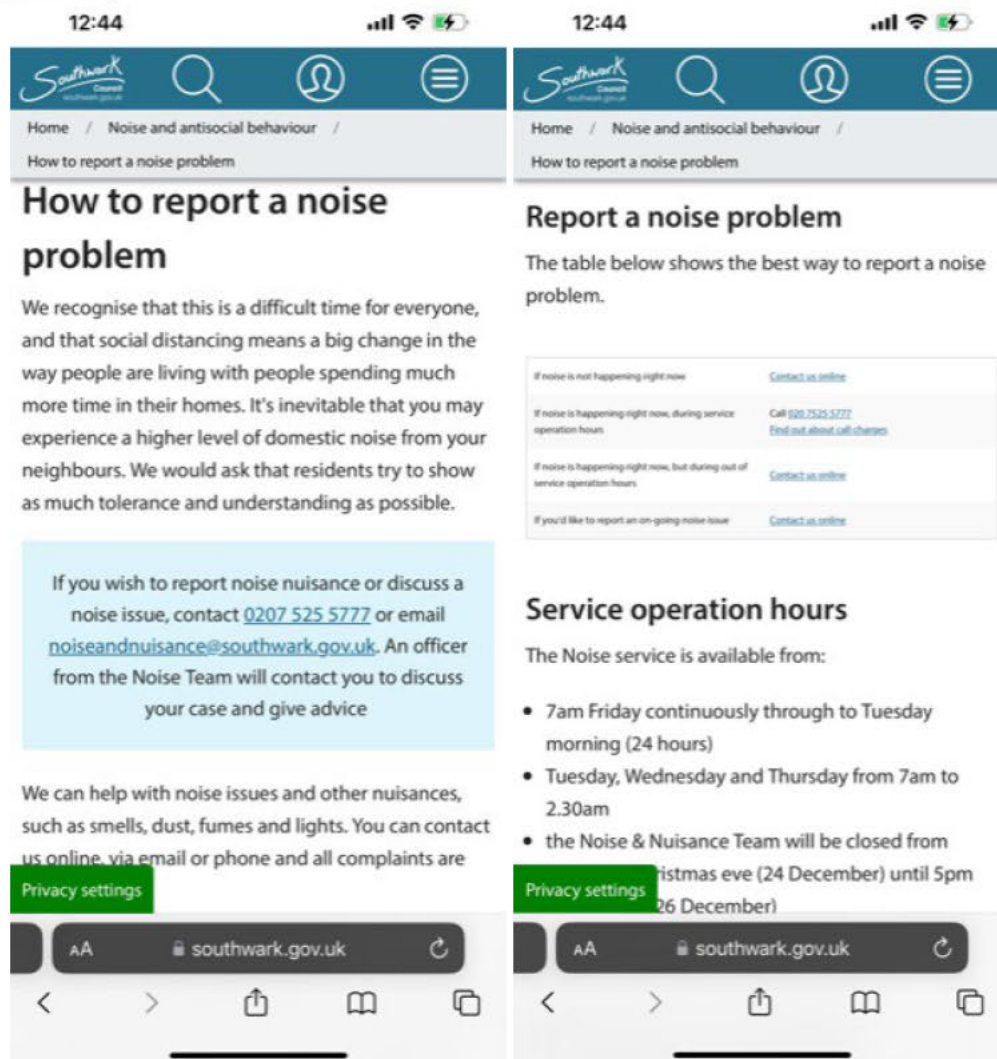 12:44
Southwark
Council
southwark.gov.uk
Home / Noise and antisocial behaviour /
How to report a noise problem
How to report a noise
problem
We recognise that this is a difficult time for everyone,
and that social distancing means a big change in the
way people are living with people spending much
more time in their homes. It's inevitable that you may
experience a higher level of domestic noise from your
neighbours. We would ask that residents try to show
as much tolerance and understanding as possible.
If you wish to report noise nuisance or discuss a
noise issue, contact 0207 525 5777 or email
noiseandnuisance@southwark.gov.uk. An officer
from the Noise Team will contact you to discuss
your case and give advice
We can help with noise issues and other nuisances,
such as smells, dust, fumes and lights. You can contact
us online, via email or phone and all complaints are
Privacy settings
AA southwark.gov.uk
12:44
Southwark
Council
southwark.gov.uk
Home / Noise and antisocial behaviour /
How to report a noise problem
Report a noise problem
The table below shows the best way to report a noise
problem.
If noise is not happening right now Contact us online
If noise is happening right now, during service Call 020 7525 5777
operation hours Find out about call charges
If noise is happening right now, but during out of
service operation hours Contact us online
If you'd like to report an on-going noise issue Contact us online
Service operation hours
The Noise service is available from:
• 7am Friday continuously through to Tuesday
morning (24 hours)
• Tuesday, Wednesday and Thursday from 7am to
2.30am
• the Noise & Nuisance Team will be closed from
istmas eve (24 December) until 5pm
Privacy settings
26 December)
AA southwark.gov.uk